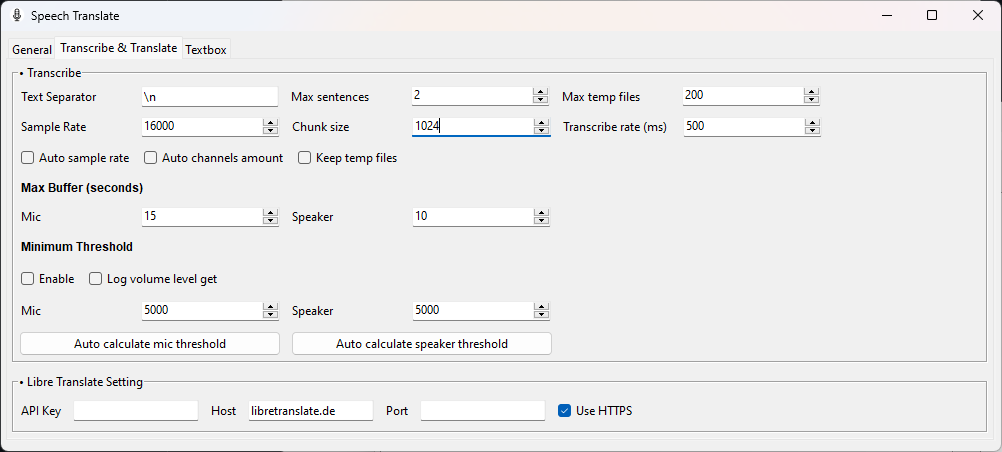 Speech Translate
General Transcribe & Translate Textbox
• Transcribe
Text Separator \n Max sentences 2 Max temp files 200
Sample Rate 16000 Chunk size 1024 Transcribe rate (ms) 500
Auto sample rate Auto channels amount Keep temp files
Max Buffer (seconds)
Mic 15 Speaker 10
Minimum Threshold
Enable Log volume level get
Mic 5000 Speaker 5000
Auto calculate mic threshold Auto calculate speaker threshold
• Libre Translate Setting
API Key Host libretranslate.de Port Use HTTPS